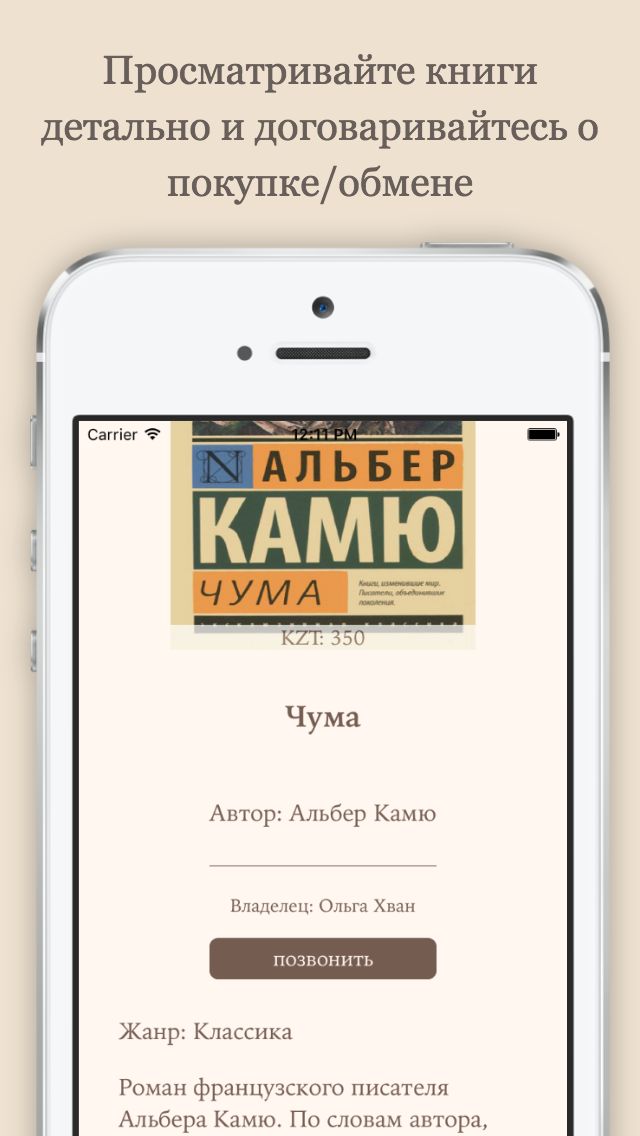 Просматривайте книги
детально и договаривайтесь о
покупке/обмене
Carrier 12:11 PM
N АЛЬБЕР
КАМЮ
ЧУМА
Книги, изменившие мир.
Писатели, объединившие
поколения.
ЭКСКЛЮЗИВНАЯ КЛАССИКА
KZT: 350
Чума
Автор: Альбер Камю
Владелец: Ольга Хван
позвонить
Жанр: Классика
Роман французского писателя
Альбера Камю. По словам автора,